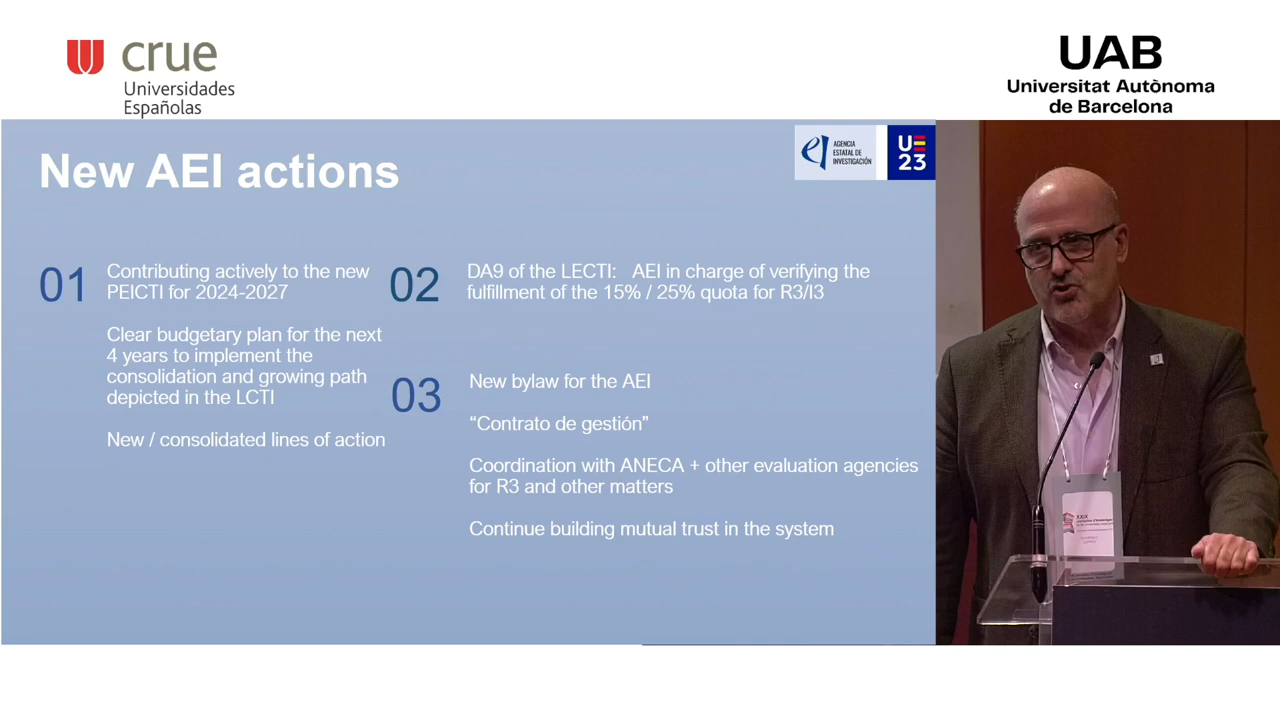 crue
Universidades
Españolas
UAB
Universitat Autònoma
de Barcelona
New AEI actions
AGENCIA
ESTATAL DE
INVESTIGACIÓN
UE
23
01
Contributing actively to the new
PEICTI for 2024-2027
Clear budgetary plan for the next
4 years to implement the
consolidation and growing path
depicted in the LCTI
New / consolidated lines of action
02
DA9 of the LECTI: AEI in charge of verifying the
fulfillment of the 15% / 25% quota for R3/I3
03
New bylaw for the AEI
“Contrato de gestión”
Coordination with ANECA + other evaluation agencies
for R3 and other matters
Continue building mutual trust in the system
XXIX